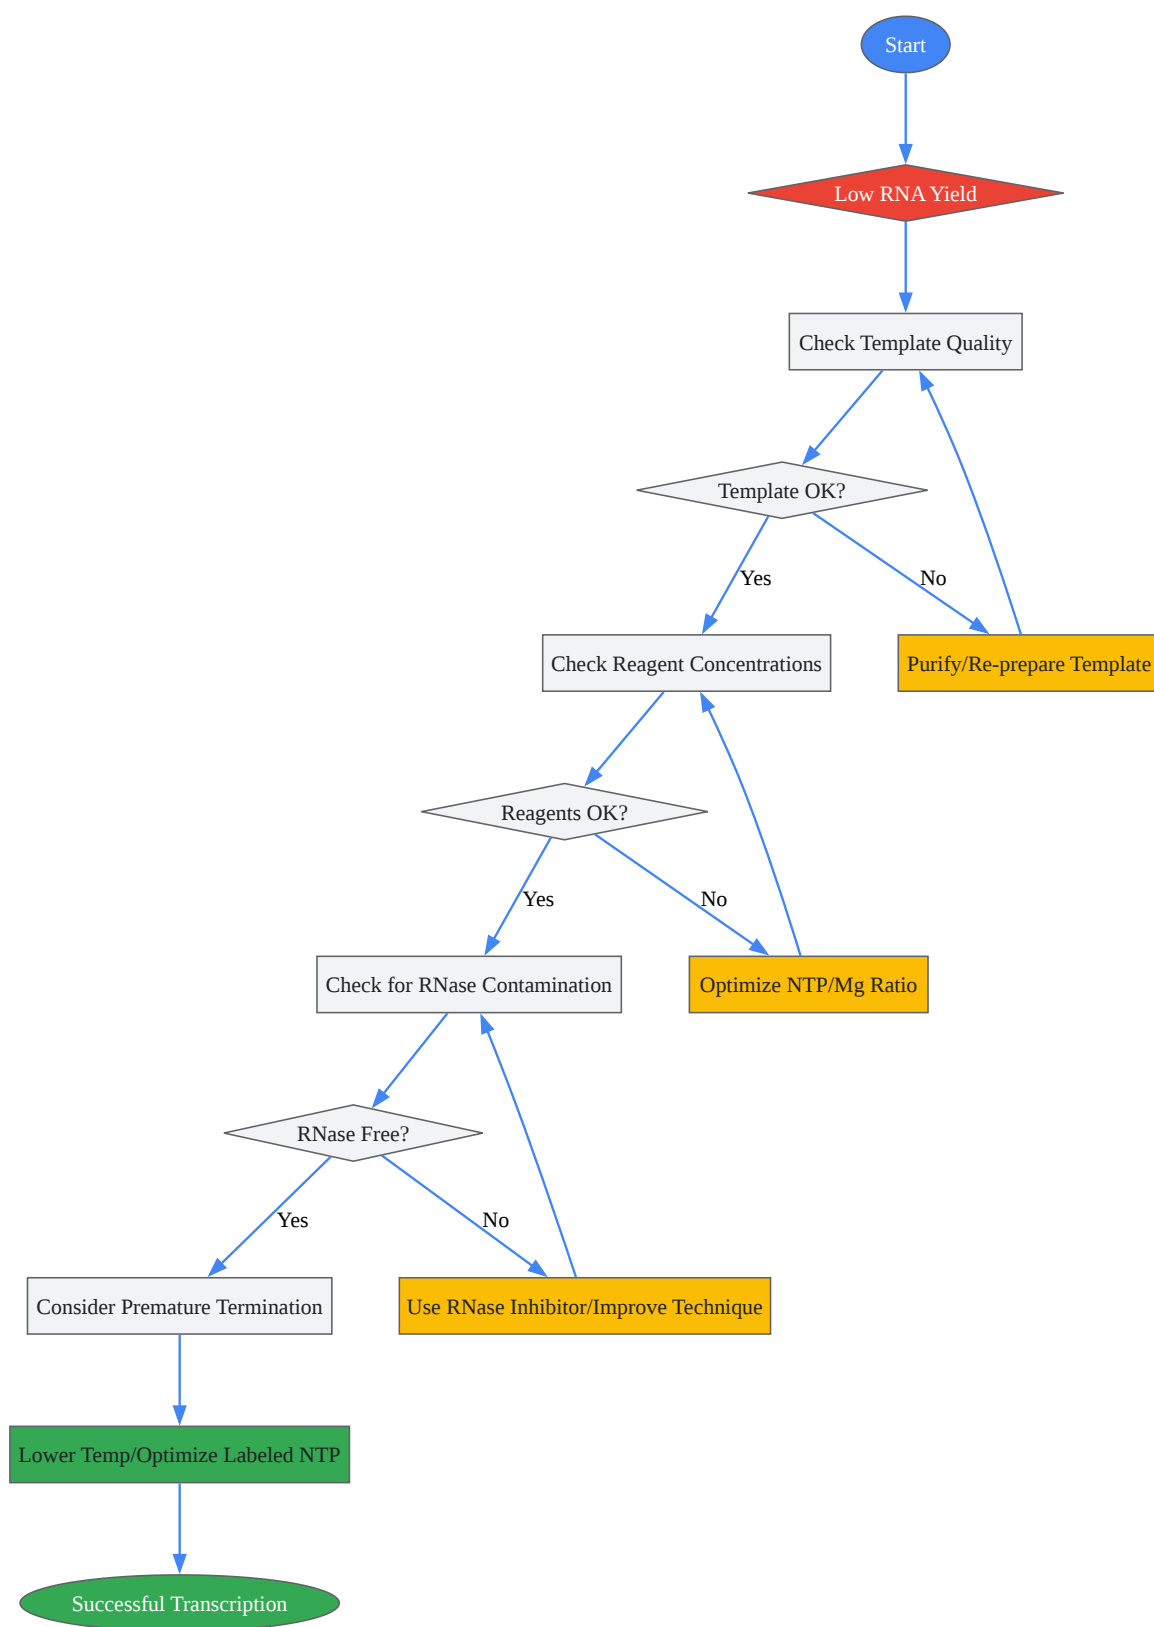 Start
Low RNA Yield
Check Template Quality
Template OK?
Yes
No
Check Reagent Concentrations
Purify/Re-prepare Template
Reagents OK?
Yes
No
Check for RNase Contamination
Optimize NTP/Mg Ratio
RNase Free?
Yes
No
Consider Premature Termination
Use RNase Inhibitor/Improve Technique
Lower Temp/Optimize Labeled NTP
Successful Transcription